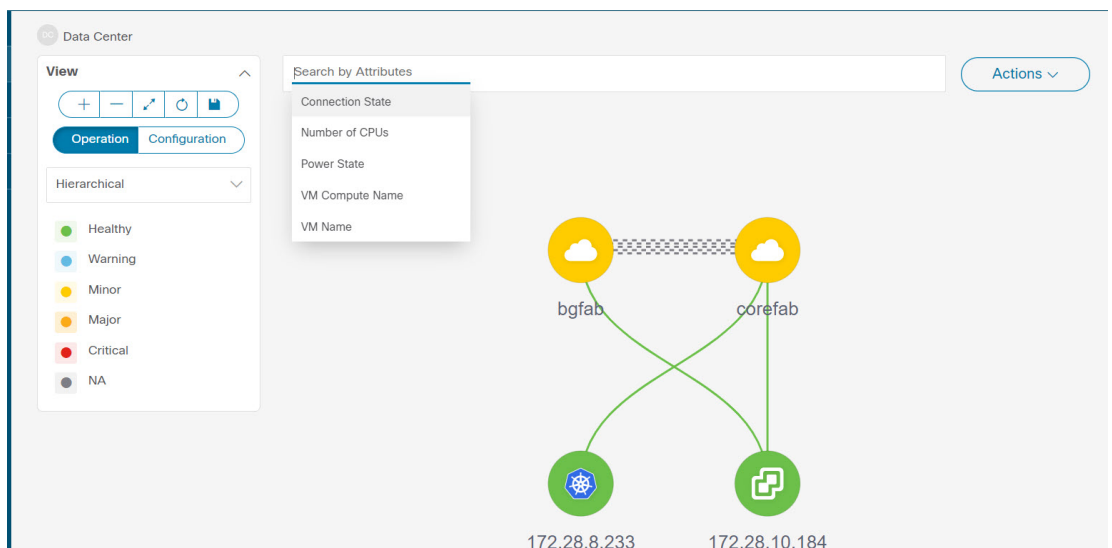 DC Data Center
View
Search by Attributes
Actions
Connection State
Operation Configuration
Number of CPUs
Power State
Hierarchical
VM Compute Name
VM Name
Healthy
Warning
Minor
Major
Critical
NA
bgfab
corefab
172.28.8.233
172.28.10.184